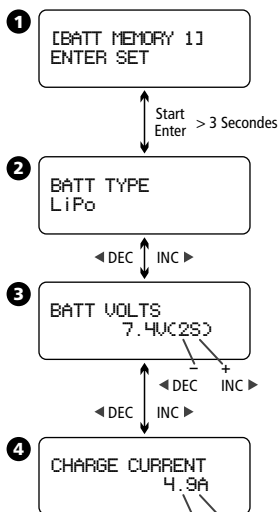 1
[BATT MEMORY 1]
ENTER SET
Start
Enter > 3 Secondes
2
BATT TYPE
LiPo
◄DEC INC►
3
BATT VOLTS
7.4V(2S)
– +
◄DEC INC►
◄DEC INC►
4
CHARGE CURRENT
4.9A